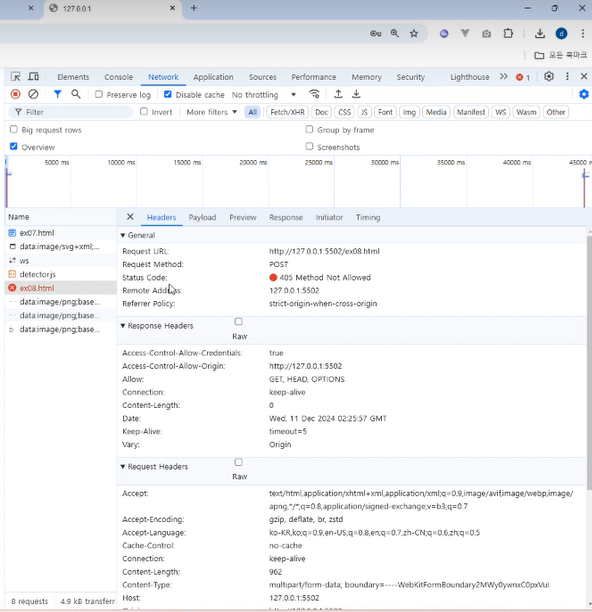 127.0.0.1
모든 북마크
Elements Console Network Application Sources Performance Memory Security Lighthouse 1
Preserve log Disable cache No throttling
Filter Invert More filters All Fetch/XHR Doc CSS JS Font Img Media Manifest WS Wasm Other
Big request rows Group by frame
Overview Screenshots
5000 ms 10000 ms 15000 ms 20000 ms 25000 ms 30000 ms 35000 ms 40000 ms 45000 m
Name Headers Payload Preview Response Initiator Timing
ex07.html
data:image/svg+xml;...
ws
detector.js
ex08.html
data:image/png;base...
data:image/png;base...
data:image/png;base...
General
Request URL: http://127.0.0.1:5502/ex08.html
Request Method: POST
Status Code: 405 Method Not Allowed
Remote Address: 127.0.0.1:5502
Referrer Policy: strict-origin-when-cross-origin
Response Headers
Raw
Access-Control-Allow-Credentials: true
Access-Control-Allow-Origin: http://127.0.0.1:5502
Allow: GET, HEAD, OPTIONS
Connection: keep-alive
Content-Length: 0
Date: Wed, 11 Dec 2024 02:25:57 GMT
Keep-Alive: timeout=5
Vary: Origin
Request Headers
Raw
Accept: text/html,application/xhtml+xml,application/xml;q=0.9,image/avif,image/webp,image/
apng,*/*;q=0.8,application/signed-exchange;v=b3;q=0.7
Accept-Encoding: gzip, deflate, br, zstd
Accept-Language: ko-KR,ko;q=0.9,en-US;q=0.8,en;q=0.7,zh-CN;q=0.6,zh;q=0.5
Cache-Control: no-cache
Connection: keep-alive
Content-Length: 962
Content-Type: multipart/form-data; boundary=----WebKitFormBoundary2MWy0ywnxC0pxVuI
Host: 127.0.0.1:5502
8 requests 4.9 kB transferr